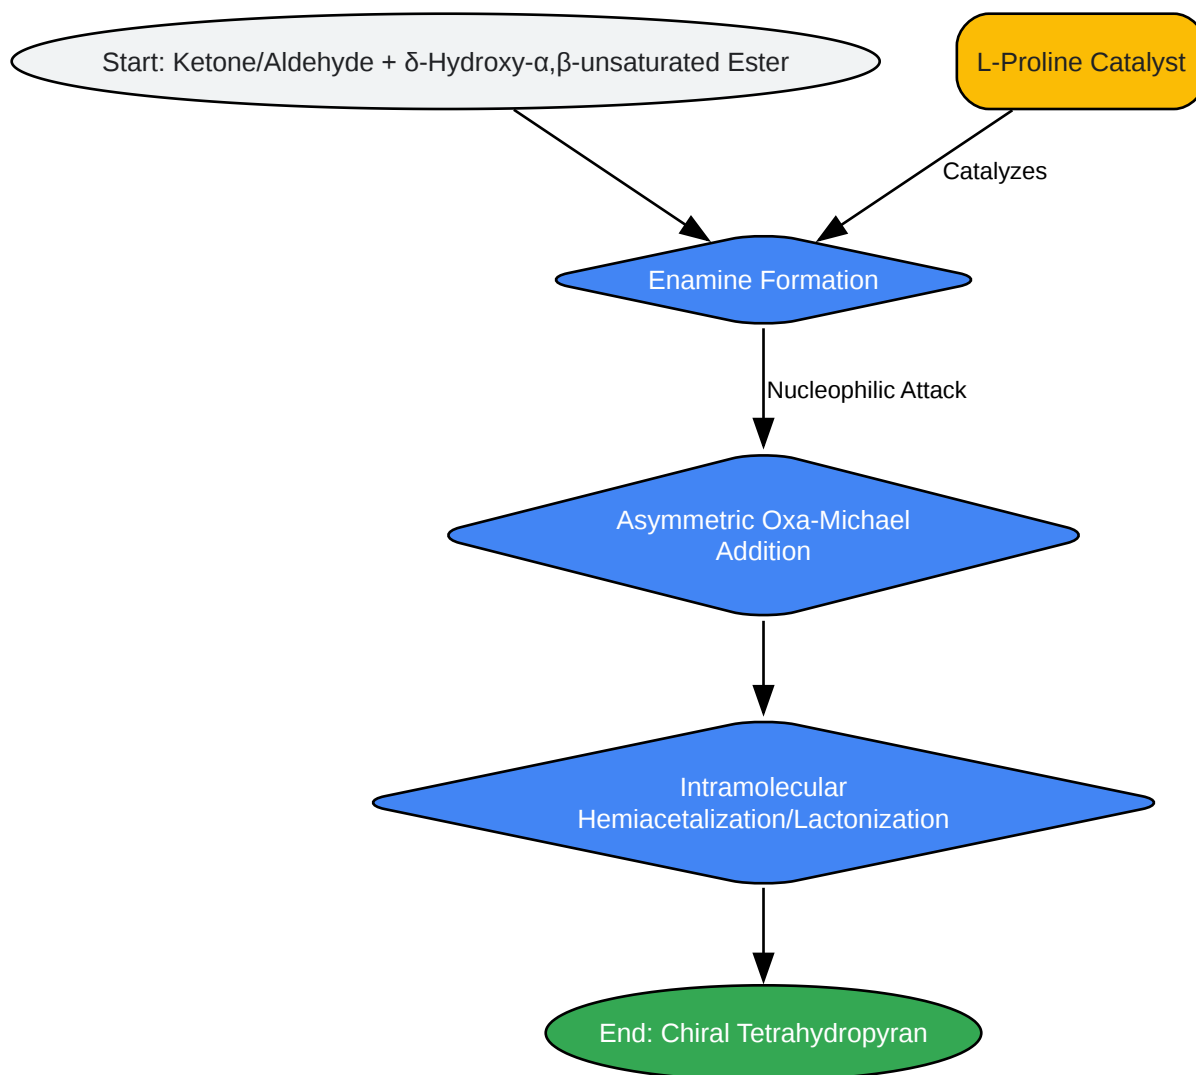 Start: Ketone/Aldehyde + δ-Hydroxy-α,β-unsaturated Ester
L-Proline Catalyst
Catalyzes
Enamine Formation
Nucleophilic Attack
Asymmetric Oxa-Michael
Addition
Intramolecular
Hemiacetalization/Lactonization
End: Chiral Tetrahydropyran